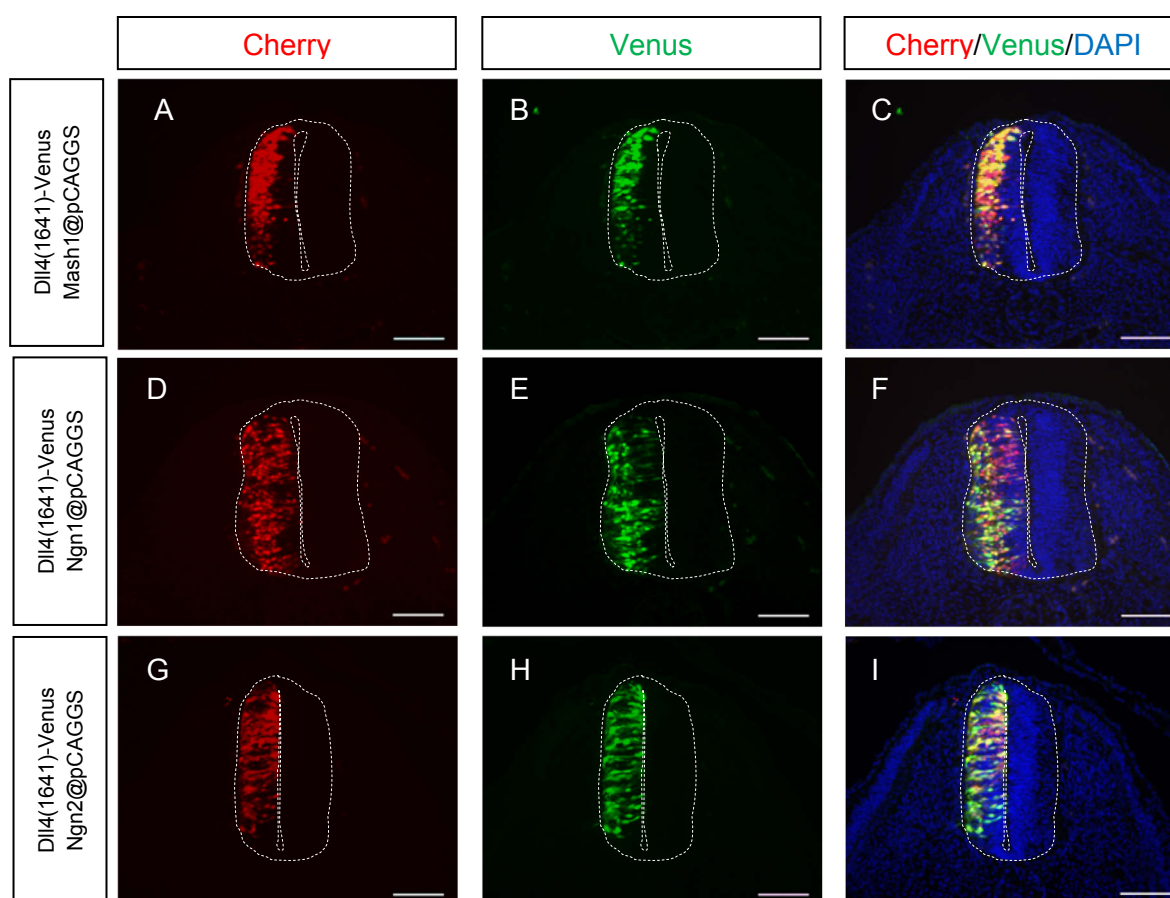 Cherry
Venus
Cherry/Venus/DAPI
Dll4(1641)-Venus
Mash1@pCAGGS
A
B
C
Dll4(1641)-Venus
Ngn1@pCAGGS
D
E
F
Dll4(1641)-Venus
Ngn2@pCAGGS
G
H
I